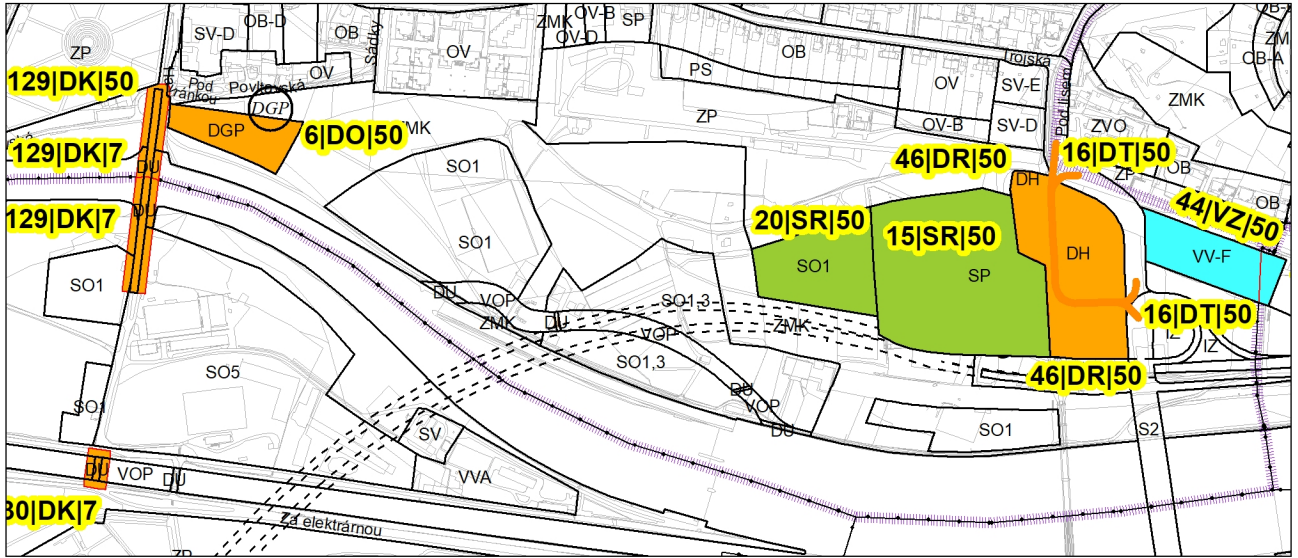 ZP
SV-D
OB-D
OB
Sádky
OV
ZMK
OV-B
OV-D
SP
OB
PS
OV
Trojská
SV-E
SV-D
OV-B
Pod lisem
OB-A
ZMK
ZVO
OB
ZP
OB
129|DK|50
Pod
Povltavská
OV
DGP
DGP
6|DO|50
ZMK
ZP
46|DR|50
16|DT|50
DH
129|DK|7
DU
SO1
129|DK|7
DU
SO1
20|SR|50
15|SR|50
SO1
SP
DH
44|VZ|50
VV-F
SO1
DU
VOP
ZMK
DU
SO1,3
VOP
ZMK
SO1,3
16|DT|50
IZ
IZ
46|DR|50
SO5
DU
VOP
DU
SO1
SO1
S2
SV
VVA
DU
VOP
DU
30|DK|7
Za elektrárnou
ZP